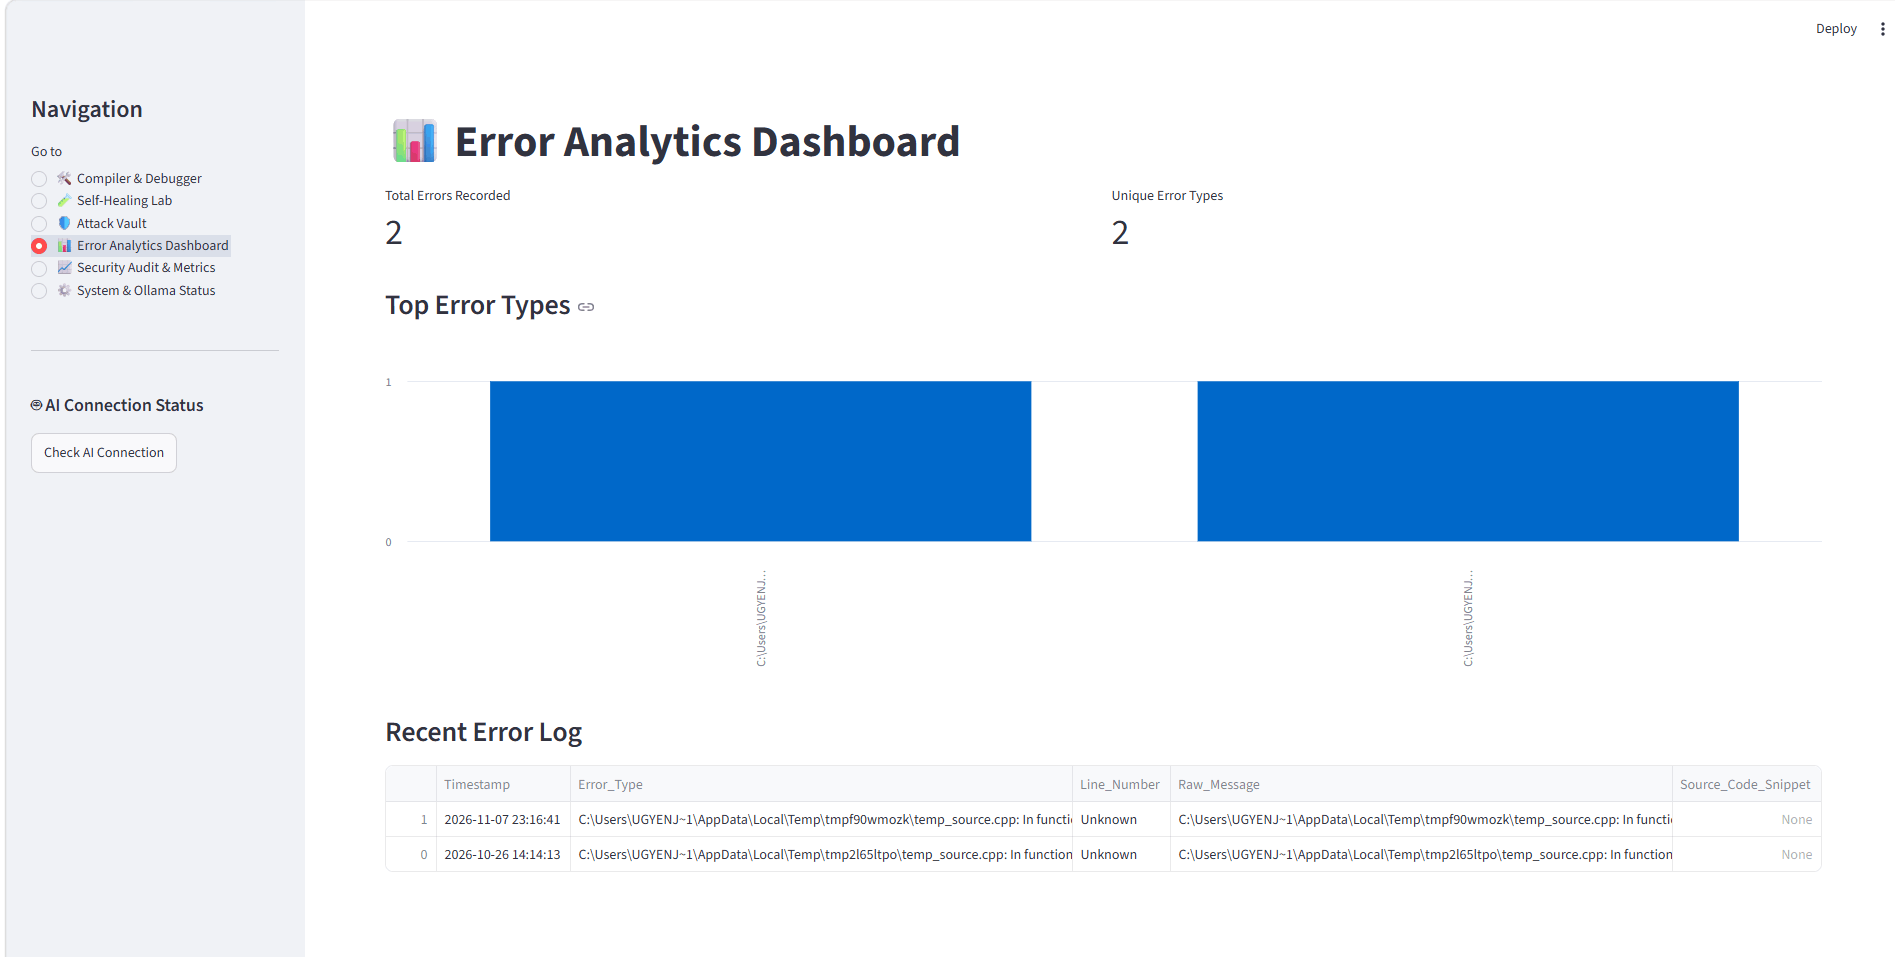 Deploy
Navigation
Go to
Compiler & Debugger
Self-Healing Lab
Attack Vault
Error Analytics Dashboard
Security Audit & Metrics
System & Ollama Status
AI Connection Status
Check AI Connection
Error Analytics Dashboard
Total Errors Recorded
2
Unique Error Types
2
Top Error Types
1
0
C:\Users\UGYENJ...
C:\Users\UGYENJ...
Recent Error Log
Timestamp Error_Type Line_Number Raw_Message Source_Code_Snippet
1 2026-11-07 23:16:41 C:\Users\UGYENJ~1\AppData\Local\Temp\tmpf90wmozk\temp_source.cpp: In functi Unknown C:\Users\UGYENJ~1\AppData\Local\Temp\tmpf90wmozk\temp_source.cpp: In functi None
0 2026-10-26 14:14:13 C:\Users\UGYENJ~1\AppData\Local\Temp\tmp2l65ltpo\temp_source.cpp: In function Unknown C:\Users\UGYENJ~1\AppData\Local\Temp\tmp2l65ltpo\temp_source.cpp: In function None